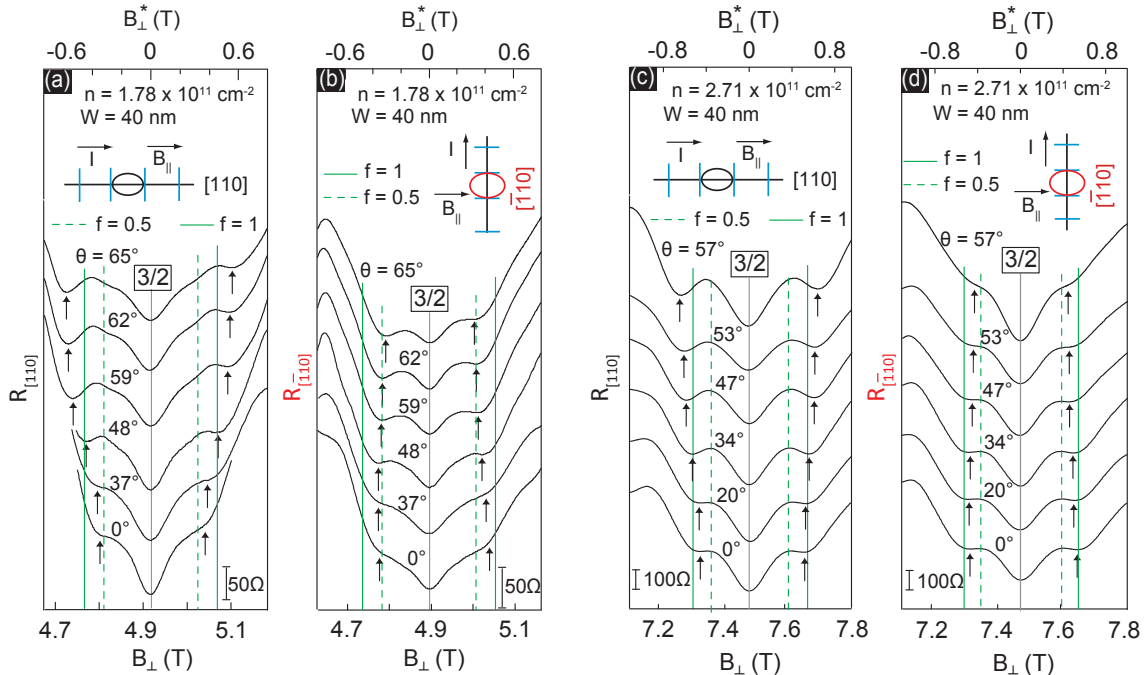 B⊥* (T)
-0.6 0 0.6
(a)
n = 1.78 x 10¹¹ cm⁻²
W = 40 nm
I
B||
[110]
f = 0.5
f = 1
θ = 65°
3/2
62°
59°
48°
37°
0°
50Ω
R[110]
4.7 4.9 5.1
B⊥ (T)
B⊥* (T)
-0.6 0 0.6
(b)
n = 1.78 x 10¹¹ cm⁻²
W = 40 nm
f = 1
f = 0.5
I
B||
[1̅10]
θ = 65°
3/2
62°
59°
48°
37°
0°
50Ω
R[1̅10]
4.7 4.9 5.1
B⊥ (T)
B⊥* (T)
-0.8 0 0.8
(c)
n = 2.71 x 10¹¹ cm⁻²
W = 40 nm
I
B||
[110]
f = 0.5
f = 1
θ = 57°
3/2
53°
47°
34°
20°
0°
100Ω
R[110]
7.2 7.4 7.6 7.8
B⊥ (T)
B⊥* (T)
-0.8 0 0.8
(d)
n = 2.71 x 10¹¹ cm⁻²
W = 40 nm
f = 1
f = 0.5
I
B||
[1̅10]
θ = 57°
3/2
53°
47°
34°
20°
0°
100Ω
R[1̅10]
7.2 7.4 7.6 7.8
B⊥ (T)